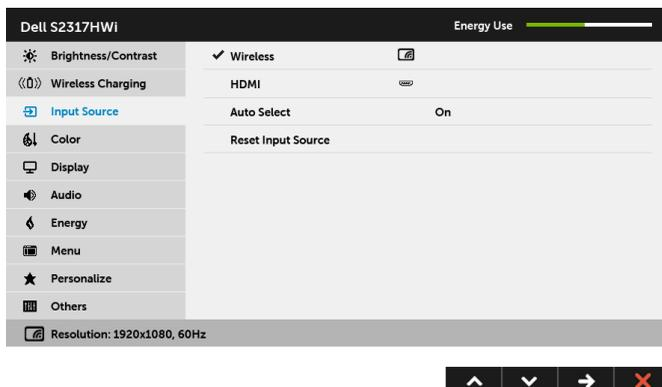 Dell S2317HWi
Energy Use
Brightness/Contrast
Wireless Charging
Input Source
Color
Display
Audio
Energy
Menu
Personalize
Others
Wireless
HDMI
Auto Select On
Reset Input Source
Resolution: 1920x1080, 60Hz